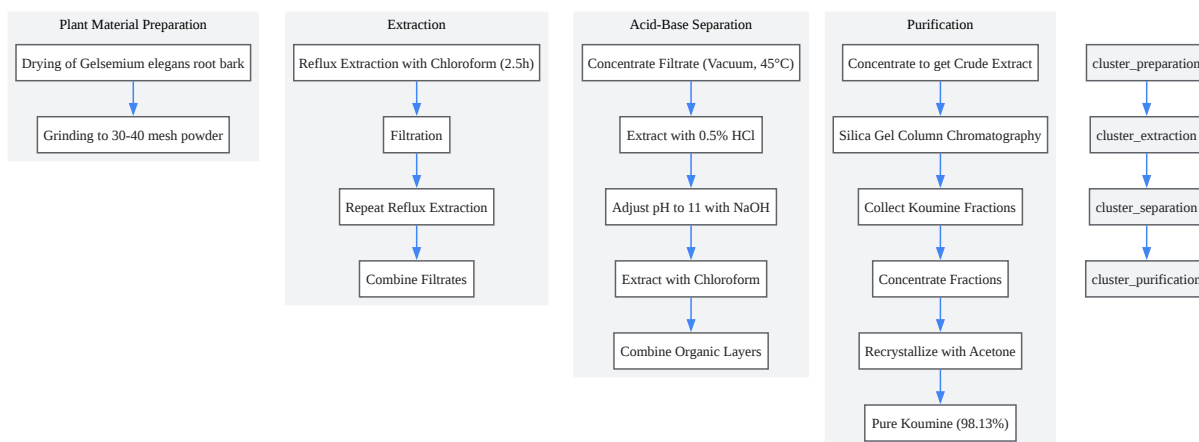 Plant Material Preparation
Drying of Gelsemium elegans root bark
Grinding to 30-40 mesh powder
Extraction
Reflux Extraction with Chloroform (2.5h)
Filtration
Repeat Reflux Extraction
Combine Filtrates
Acid-Base Separation
Concentrate Filtrate (Vacuum, 45°C)
Extract with 0.5% HCl
Adjust pH to 11 with NaOH
Extract with Chloroform
Combine Organic Layers
Purification
Concentrate to get Crude Extract
Silica Gel Column Chromatography
Collect Koumine Fractions
Concentrate Fractions
Recrystallize with Acetone
Pure Koumine (98.13%)
cluster_preparation
cluster_extraction
cluster_separation
cluster_purification